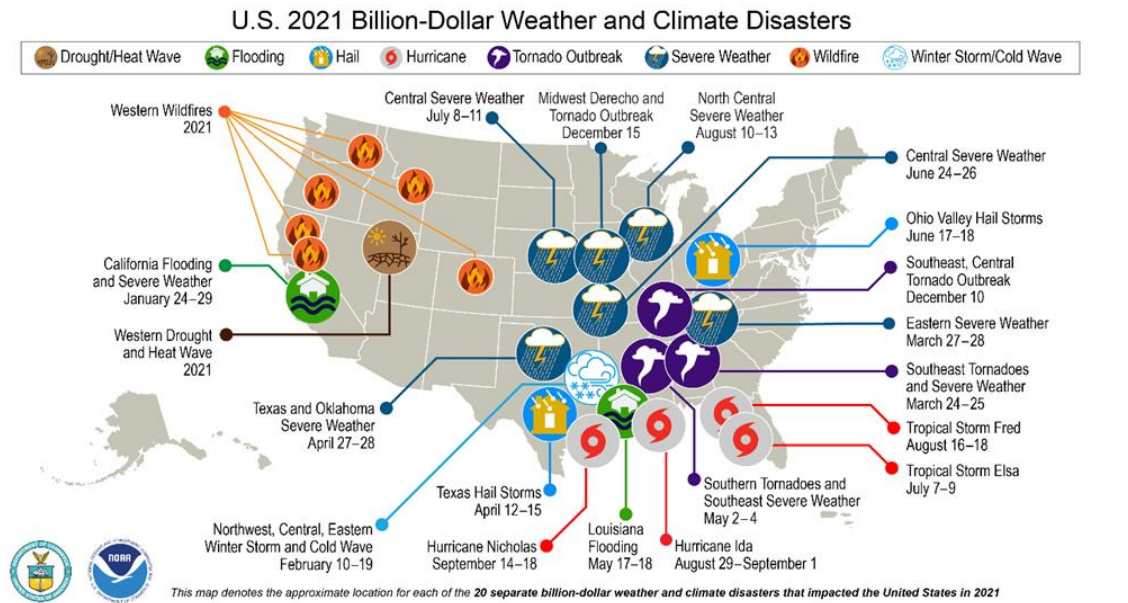 U.S. 2021 Billion-Dollar Weather and Climate Disasters
Drought/Heat Wave
Flooding
Hail
Hurricane
Tornado Outbreak
Severe Weather
Wildfire
Winter Storm/Cold Wave
Western Wildfires
2021
Central Severe Weather
July 8–11
Midwest Derecho and
Tornado Outbreak
December 15
North Central
Severe Weather
August 10–13
Central Severe Weather
June 24–26
Ohio Valley Hail Storms
June 17–18
California Flooding
and Severe Weather
January 24–29
Southeast, Central
Tornado Outbreak
December 10
Western Drought
and Heat Wave
2021
Eastern Severe Weather
March 27–28
Southeast Tornadoes
and Severe Weather
March 24–25
Texas and Oklahoma
Severe Weather
April 27–28
Tropical Storm Fred
August 16–18
Tropical Storm Elsa
July 7–9
Texas Hail Storms
April 12–15
Southern Tornadoes and
Southeast Severe Weather
May 2–4
Northwest, Central, Eastern
Winter Storm and Cold Wave
February 10–19
Hurricane Nicholas
September 14–18
Louisiana
Flooding
May 17–18
Hurricane Ida
August 29–September 1
NOAA
This map denotes the approximate location for each of the 20 separate billion-dollar weather and climate disasters that impacted the United States in 2021